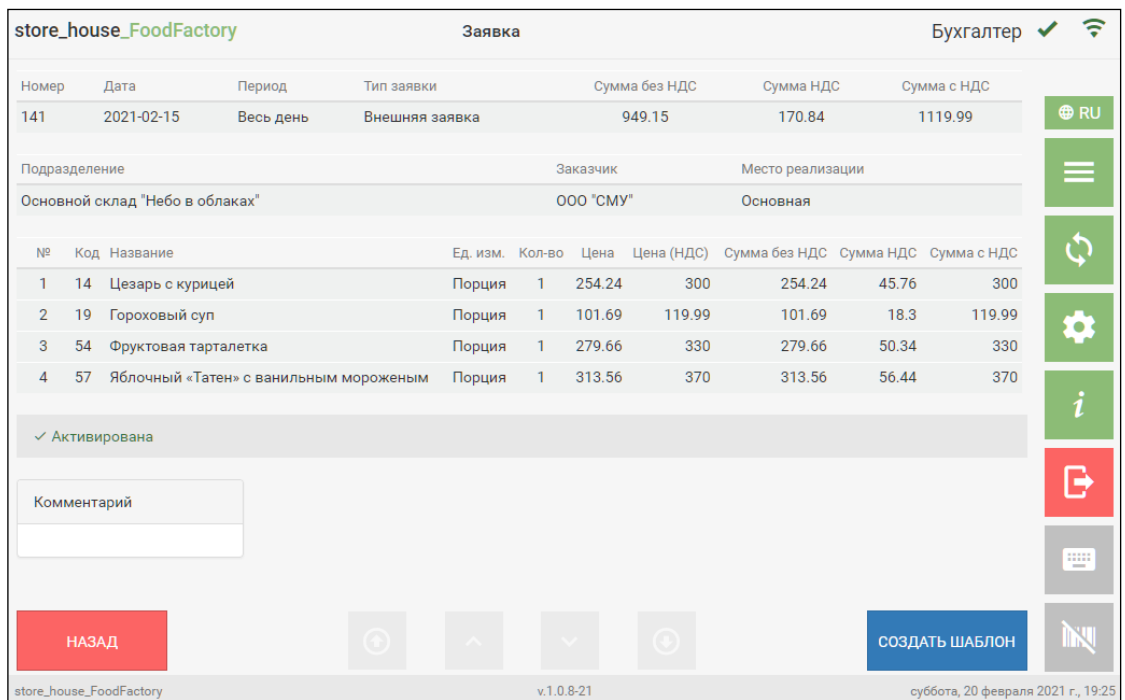 store_house_FoodFactory Заявка Бухгалтер
Номер Дата Период Тип заявки Сумма без НДС Сумма НДС Сумма с НДС
141 2021-02-15 Весь день Внешняя заявка 949.15 170.84 1119.99
RU
Подразделение Заказчик Место реализации
Основной склад "Небо в облаках" ООО "СМУ" Основная
№ Код Название Ед. изм. Кол-во Цена Цена (НДС) Сумма без НДС Сумма НДС Сумма с НДС
1 14 Цезарь с курицей Порция 1 254.24 300 254.24 45.76 300
2 19 Гороховый суп Порция 1 101.69 119.99 101.69 18.3 119.99
3 54 Фруктовая тарталетка Порция 1 279.66 330 279.66 50.34 330
4 57 Яблочный «Татен» с ванильным мороженым Порция 1 313.56 370 313.56 56.44 370
Активирована
Комментарий
НАЗАД СОЗДАТЬ ШАБЛОН
store_house_FoodFactory v.1.0.8-21 суббота, 20 февраля 2021 г., 19:25